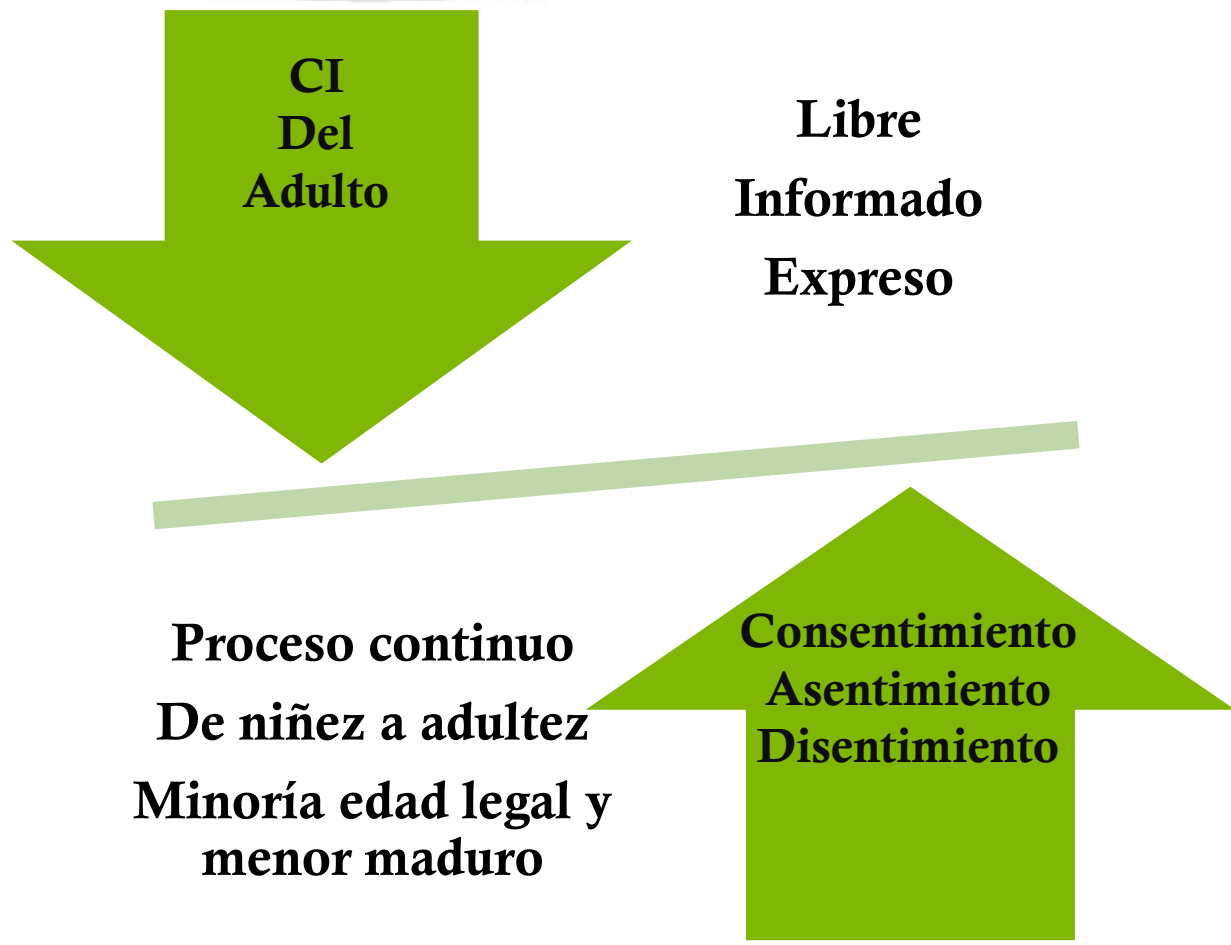 CI
Del
Adulto
Libre
Informado
Expreso
Proceso continuo
De niñez a adultez
Minoría edad legal y
menor maduro
Consentimiento
Asentimiento
Disentimiento